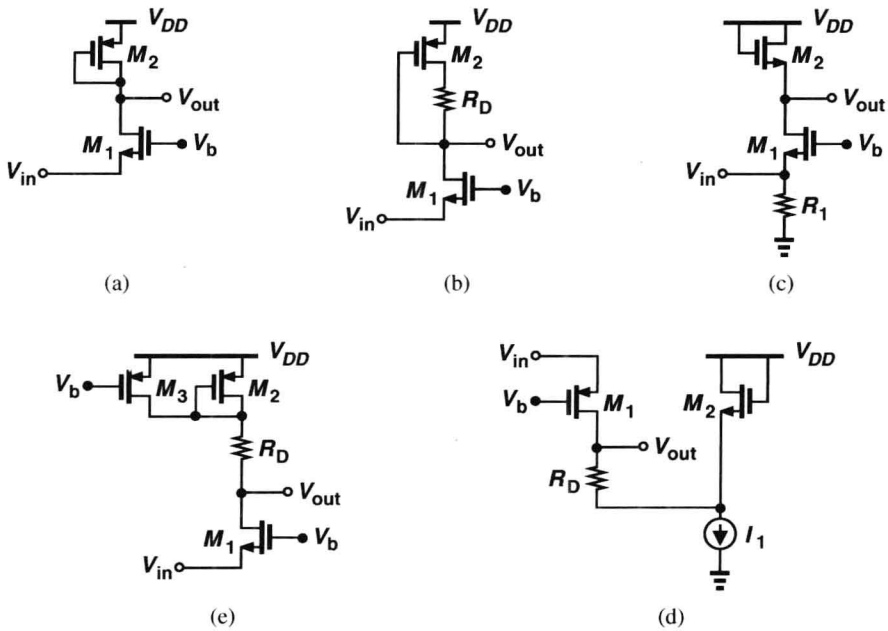 V_DD
M_2
V_out
M_1
V_b
V_in
(a)
V_DD
M_2
R_D
V_out
M_1
V_b
V_in
(b)
V_DD
M_2
V_out
M_1
V_b
V_in
R_1
(c)
V_DD
V_b
M_3
M_2
R_D
V_out
M_1
V_b
V_in
(e)
V_in
V_DD
V_b
M_1
M_2
V_out
R_D
I_1
(d)